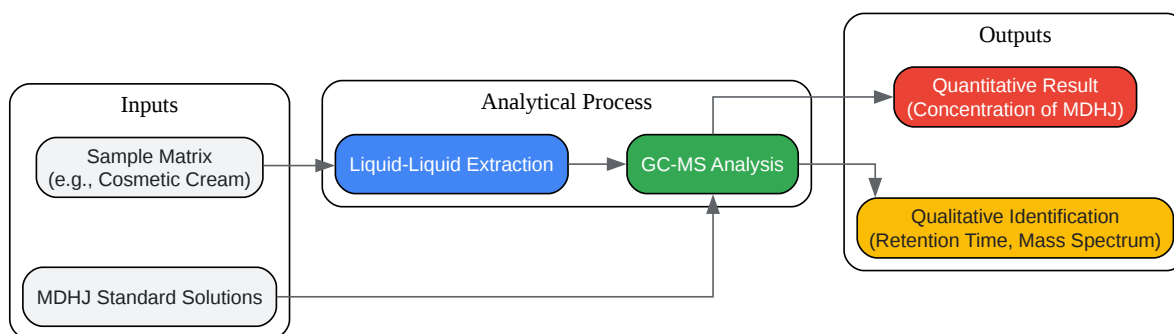 Inputs
Sample Matrix
(e.g., Cosmetic Cream)
MDHJ Standard Solutions
Analytical Process
Liquid-Liquid Extraction
GC-MS Analysis
Outputs
Quantitative Result
(Concentration of MDHJ)
Qualitative Identification
(Retention Time, Mass Spectrum)